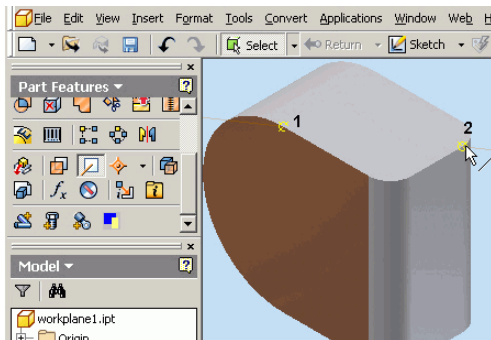 File Edit View Insert Format Tools Convert Applications Window Web H
Select Return Sketch
Part Features
1
2
fx
Model
workplane1.ipt
Origin